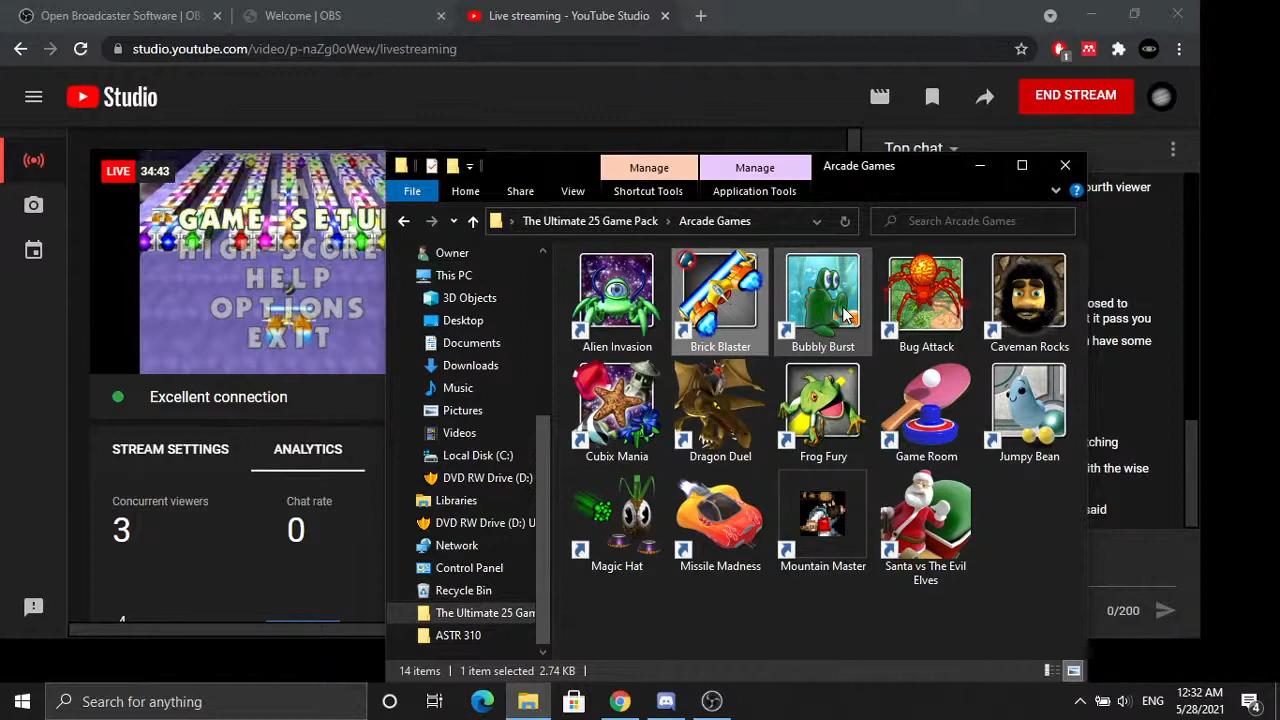 Open Broadcaster Software (OBS
Welcome | OBS
Live streaming - YouTube Studio
studio.youtube.com/video/p-naZg0oWew/livestreaming
1
Studio
END STREAM
Top chat
LIVE 34:43
PLAY
GAME SETU
HIGH SCORE
HELP
OPTIONS
EXIT
Excellent connection
STREAM SETTINGS
ANALYTICS
Concurrent viewers
Chat rate
3
0
4
Manage
Manage
Arcade Games
File
Home
Share
View
Shortcut Tools
Application Tools
The Ultimate 25 Game Pack
Arcade Games
Search Arcade Games
Owner
This PC
3D Objects
Desktop
Documents
Downloads
Music
Pictures
Videos
Local Disk (C:)
DVD RW Drive (D:)
Libraries
DVD RW Drive (D:) U
Network
Control Panel
Recycle Bin
The Ultimate 25 Gam
ASTR 310
Alien Invasion
Brick Blaster
Bubbly Burst
Bug Attack
Caveman Rocks
Cubix Mania
Dragon Duel
Frog Fury
Game Room
Jumpy Bean
Magic Hat
Missile Madness
Mountain Master
Santa vs The Evil
Elves
14 items
1 item selected 2.74 KB
ourth viewer
posed to
t it pass you
have some
tching
with the wise
said
0/200
Search for anything
ENG
12:32 AM
5/28/2021
4